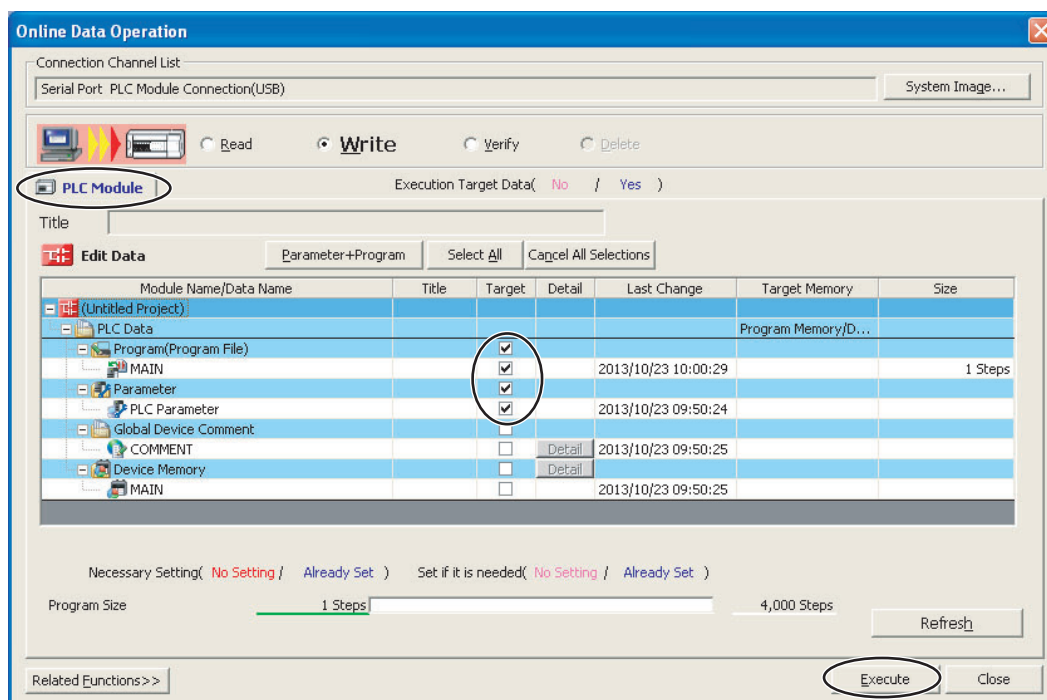 Online Data Operation
Connection Channel List
Serial Port PLC Module Connection(USB)
System Image...
Read
Write
Verify
Delete
PLC Module
Execution Target Data( No / Yes )
Title
Edit Data
Parameter+Program
Select All
Cancel All Selections
Module Name/Data Name Title Target Detail Last Change Target Memory Size
(Untitled Project)
PLC Data Program Memory/D...
Program(Program File)
MAIN 2013/10/23 10:00:29 1 Steps
Parameter
PLC Parameter 2013/10/23 09:50:24
Global Device Comment
COMMENT Detail 2013/10/23 09:50:25
Device Memory Detail
MAIN 2013/10/23 09:50:25
Necessary Setting( No Setting / Already Set ) Set if it is needed( No Setting / Already Set )
Program Size 1 Steps 4,000 Steps
Refresh
Related Functions>>
Execute
Close